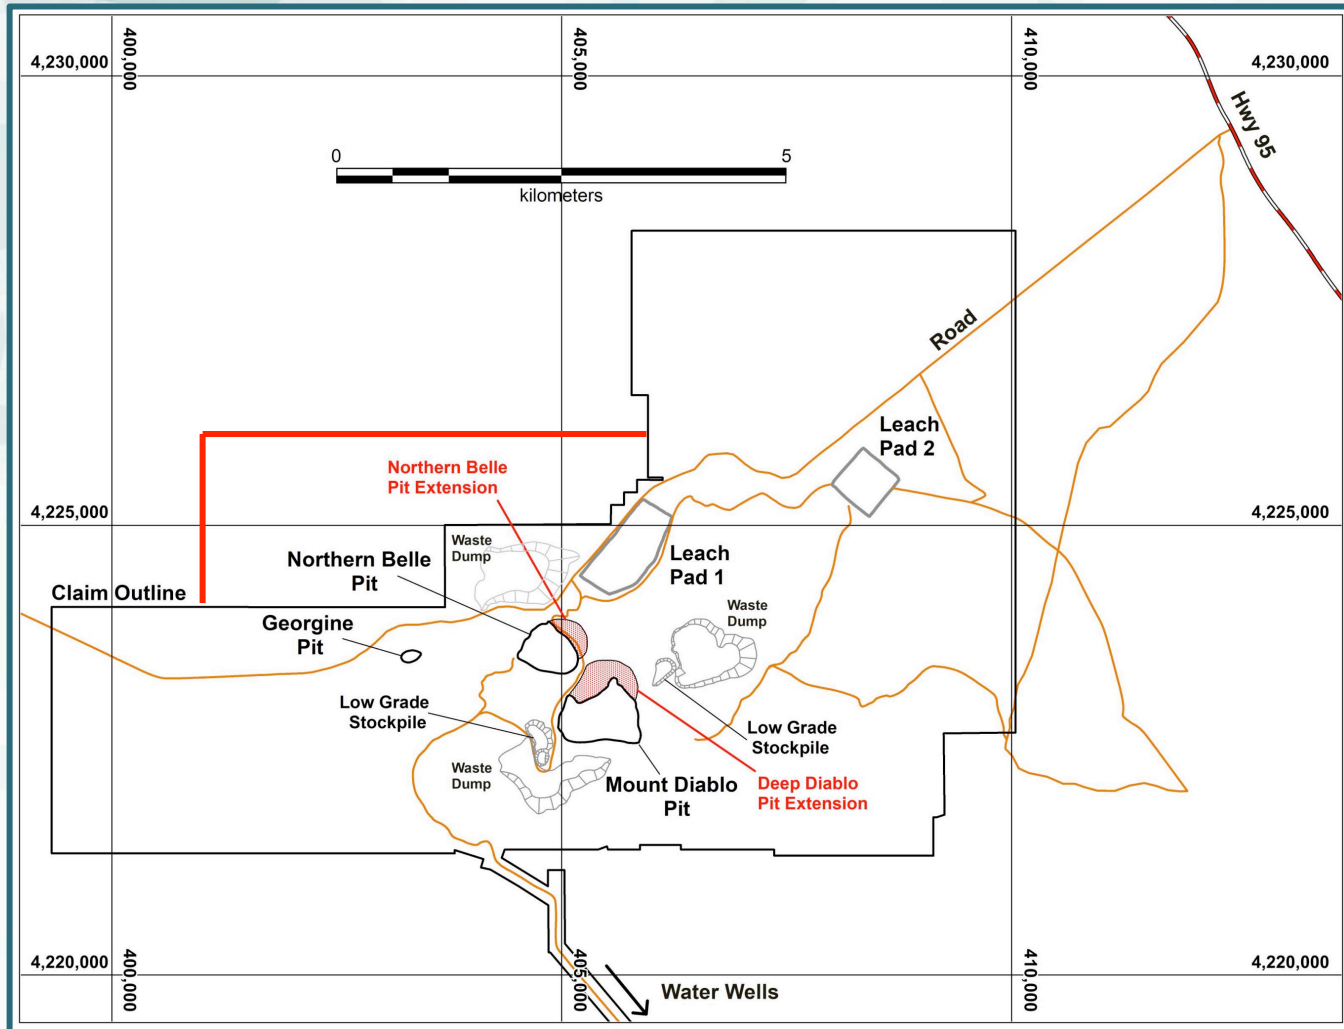 400,000
405,000
410,000
4,230,000
4,230,000
Hwy 95
0
5
kilometers
Road
Leach
Pad 2
Northern Belle
Pit Extension
4,225,000
4,225,000
Waste
Dump
Northern Belle
Pit
Leach
Pad 1
Claim Outline
Georgine
Pit
Waste
Dump
Low Grade
Stockpile
Low Grade
Stockpile
Waste
Dump
Mount Diablo
Pit
Deep Diablo
Pit Extension
4,220,000
4,220,000
400,000
405,000
410,000
Water Wells